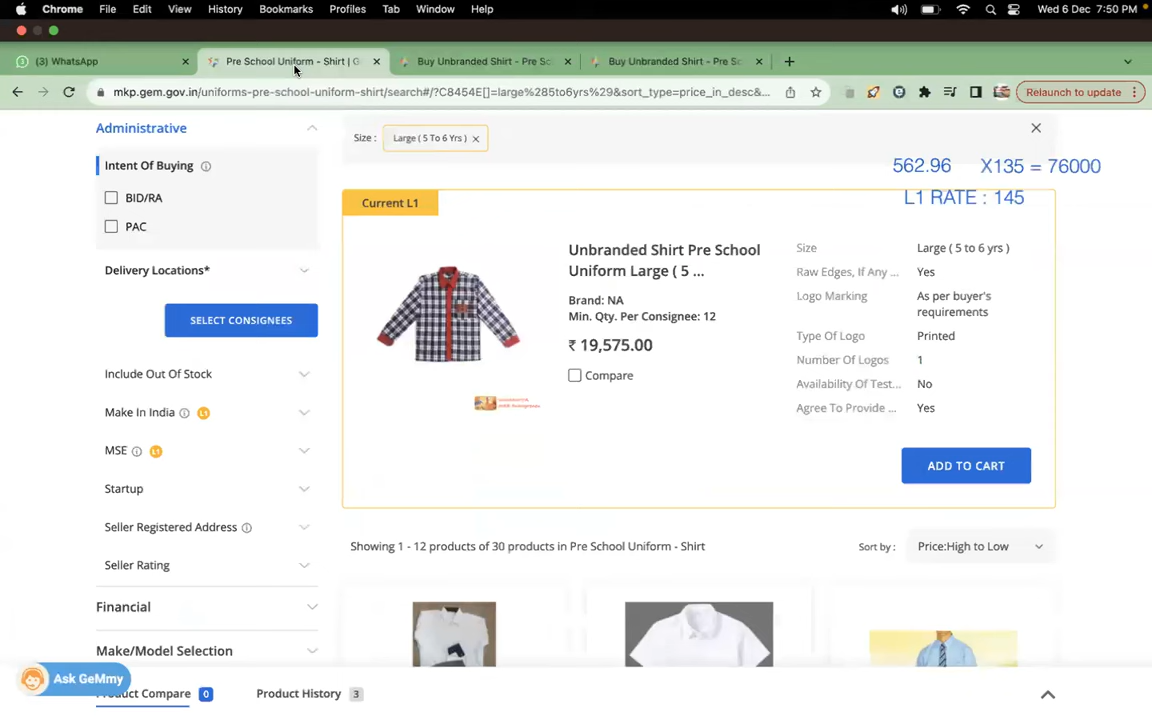 Chrome File Edit View History Bookmarks Profiles Tab Window Help Wed 6 Dec 7:50 PM
(3) WhatsApp Pre School Uniform - Shirt | G Buy Unbranded Shirt - Pre Sc Buy Unbranded Shirt - Pre Sc
mkp.gem.gov.in/uniforms-pre-school-uniform-shirt/search#/?C8454E[]=large%285to6yrs%29&sort_type=price_in_desc&... Relaunch to update
Administrative
Intent Of Buying
BID/RA
PAC
Delivery Locations*
SELECT CONSIGNEES
Include Out Of Stock
Make In India L1
MSE L1
Startup
Seller Registered Address
Seller Rating
Financial
Make/Model Selection
Size : Large ( 5 To 6 Yrs )
562.96 X135 = 76000
L1 RATE : 145
Current L1
Unbranded Shirt Pre School
Uniform Large ( 5 ...
Brand: NA
Min. Qty. Per Consignee: 12
₹ 19,575.00
Compare
Size Large ( 5 to 6 yrs )
Raw Edges, If Any ... Yes
Logo Marking As per buyer's
requirements
Type Of Logo Printed
Number Of Logos 1
Availability Of Test... No
Agree To Provide ... Yes
ADD TO CART
Showing 1 - 12 products of 30 products in Pre School Uniform - Shirt
Sort by : Price:High to Low
Ask GeMmy
Product Compare 0 Product History 3